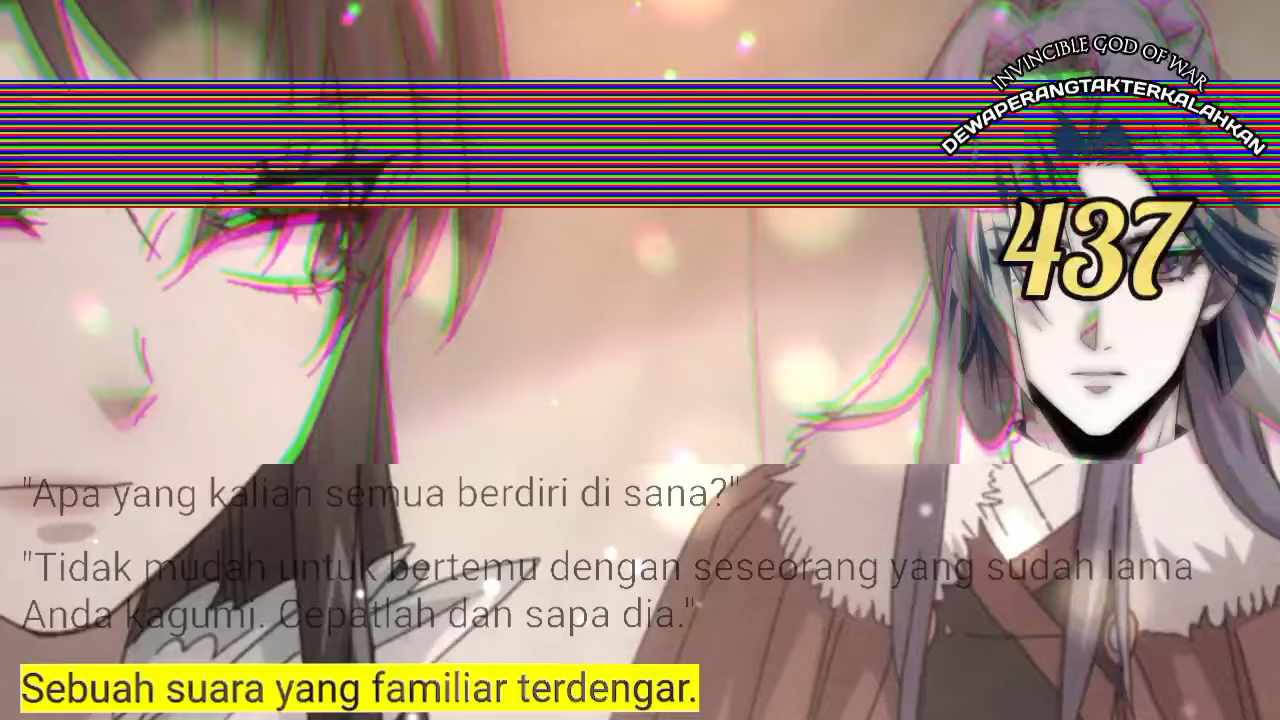 INVINCIBLE GOD OF WAR
DEWAPERANGTAKTERKALAHKAN
437
"Apa yang kalian semua berdiri di sana?"
"Tidak mudah untuk bertemu dengan seseorang yang sudah lama
Anda kagumi. Cepatlah dan sapa dia."
Sebuah suara yang familiar terdengar.